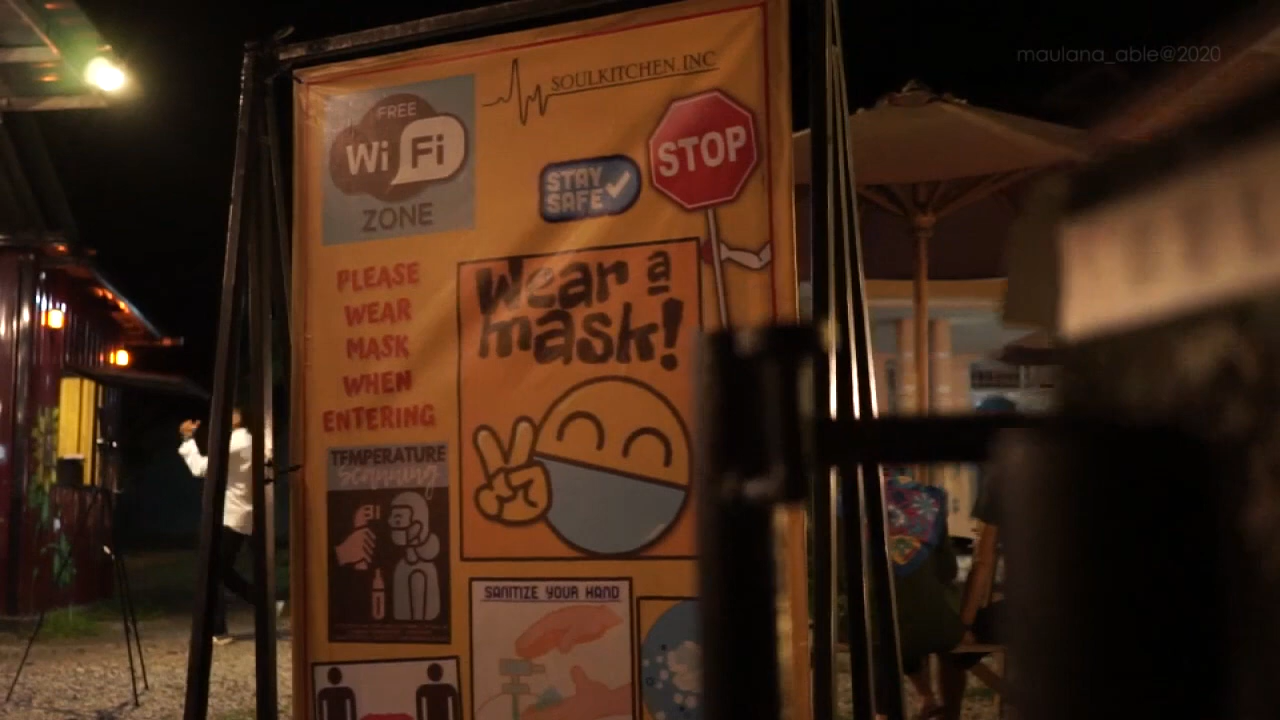 maulana_able@2020
SOULKITCHEN.INC
FREE
Wi Fi
ZONE
STOP
STAY
SAFE
PLEASE
WEAR
MASK
WHEN
ENTERING
Wear a
mask!
TEMPERATURE
Scanning
SANITIZE YOUR HAND